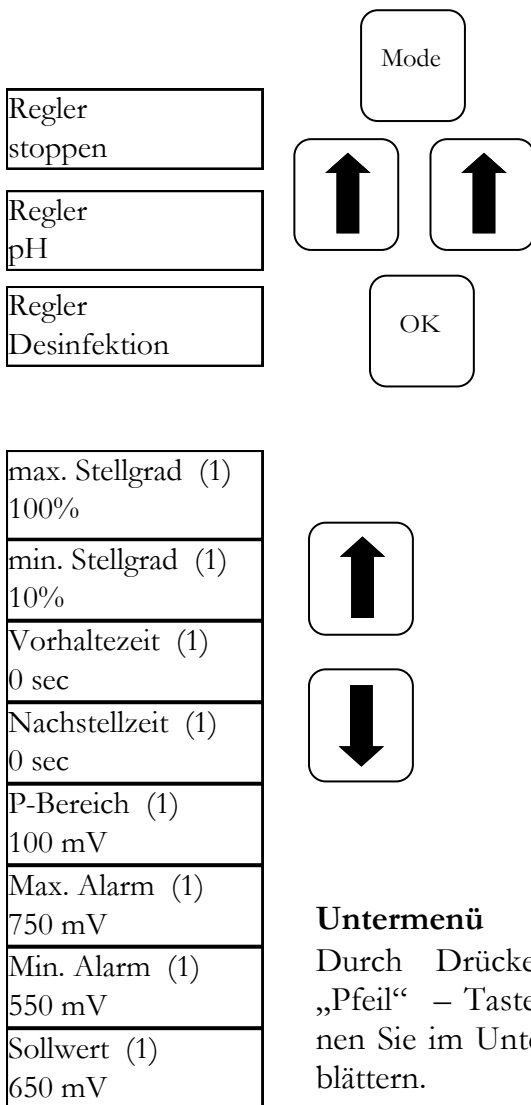 Mode
Regler
stoppen
Regler
pH
Regler
Desinfektion
OK
max. Stellgrad (1)
100%
min. Stellgrad (1)
10%
Vorhaltezeit (1)
0 sec
Nachstellzeit (1)
0 sec
P-Bereich (1)
100 mV
Max. Alarm (1)
750 mV
Min. Alarm (1)
550 mV
Sollwert (1)
650 mV
Untermenü
Durch Drücke
„Pfeil“ – Taste
nen Sie im Unte
blättern.